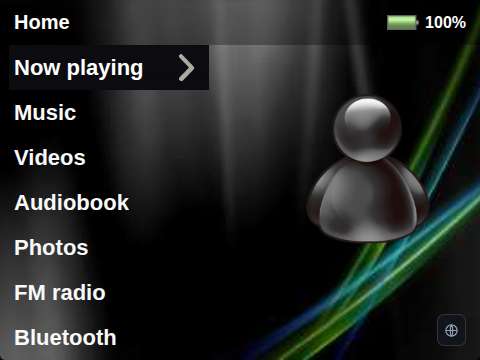 Home
100%
Now playing
Music
Videos
Audiobook
Photos
FM radio
Bluetooth